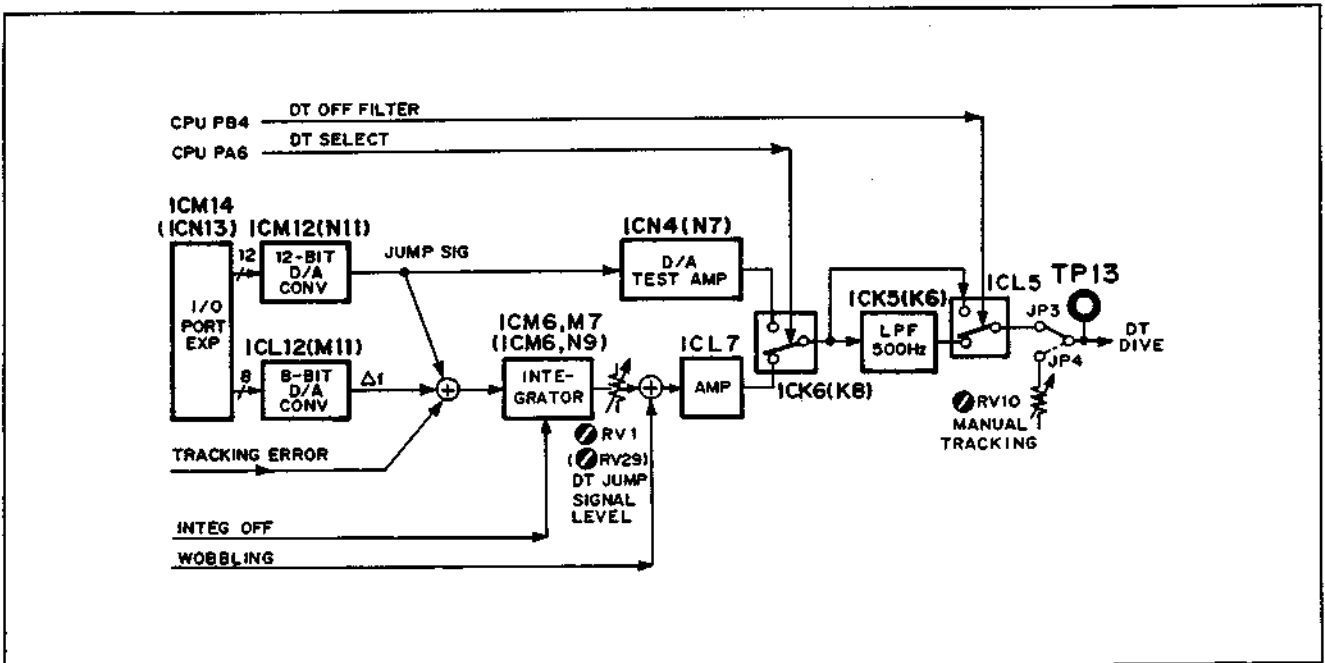 CPU PB4
DT OFF FILTER
CPU PA6
DT SELECT
ICM14
(ICN13)
ICM12(N11)
I/O
PORT
EXP
12
12-BIT
D/A
CONV
JUMP SIG
ICN4(N7)
D/A
TEST AMP
ICL12(M11)
8
8-BIT
D/A
CONV
Δf
ICM6,M7
(ICM6,N9)
INTE-
GRATOR
RV1
(RV29)
DT JUMP
SIGNAL
LEVEL
ICL7
AMP
ICK6(K8)
ICK5(K6)
LPF
500Hz
ICL5
TP13
JP3
JP4
DT
DIVE
RV10
MANUAL
TRACKING
TRACKING ERROR
INTEG OFF
WOBBLING